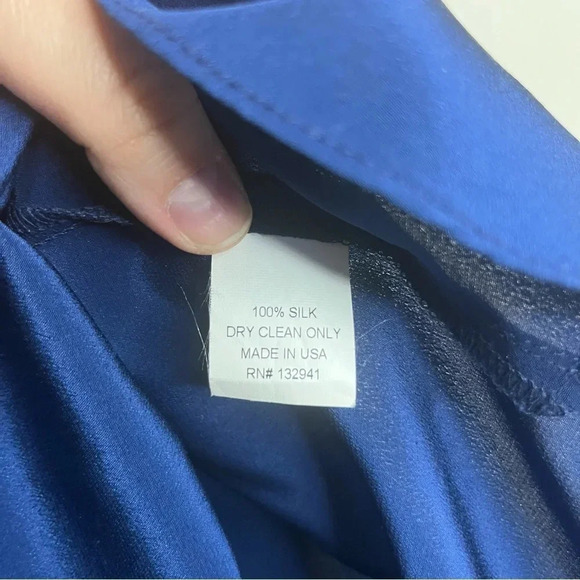 100% SILK
DRY CLEAN ONLY
MADE IN USA
RN# 132941